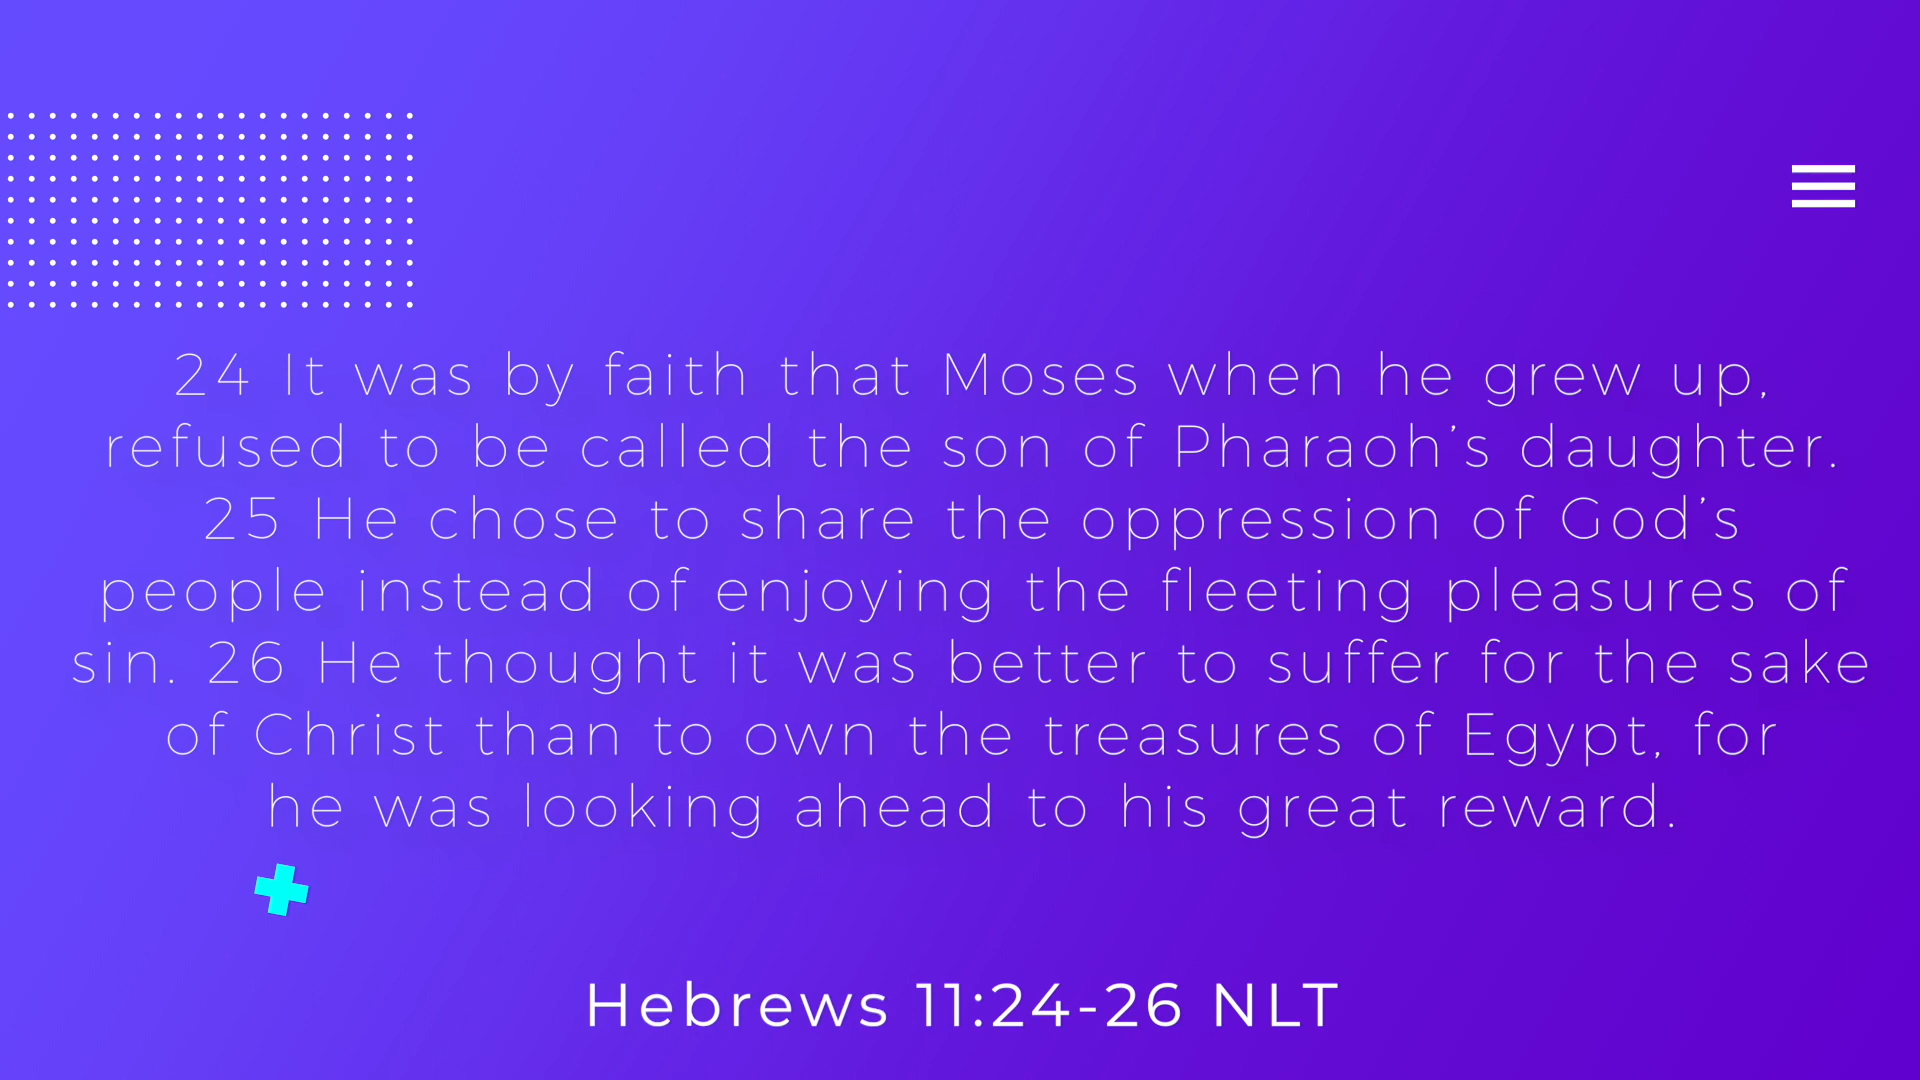 24 It was by faith that Moses when he grew up,
refused to be called the son of Pharaoh’s daughter.
25 He chose to share the oppression of God’s
people instead of enjoying the fleeting pleasures of
sin. 26 He thought it was better to suffer for the sake
of Christ than to own the treasures of Egypt, for
he was looking ahead to his great reward.
Hebrews 11:24-26 NLT